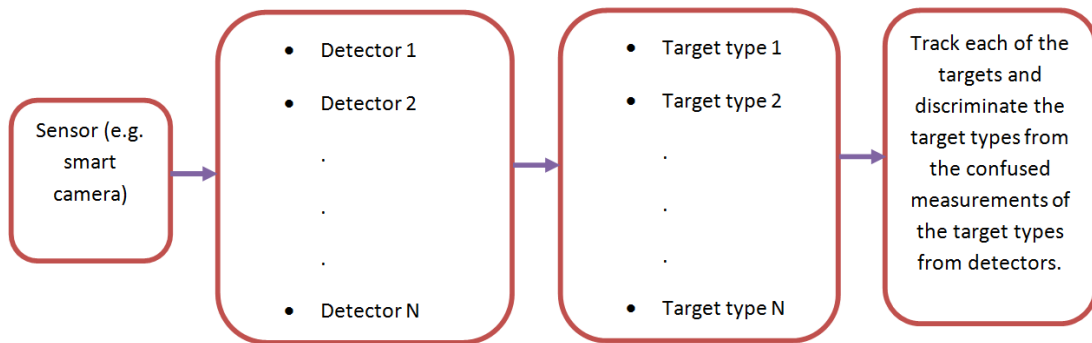 Sensor (e.g.
smart
camera)
• Detector 1
• Detector 2
.
.
.
• Detector N
• Target type 1
• Target type 2
.
.
.
• Target type N
Track each of the
targets and
discriminate the
target types from
the confused
measurements of
the target types
from detectors.